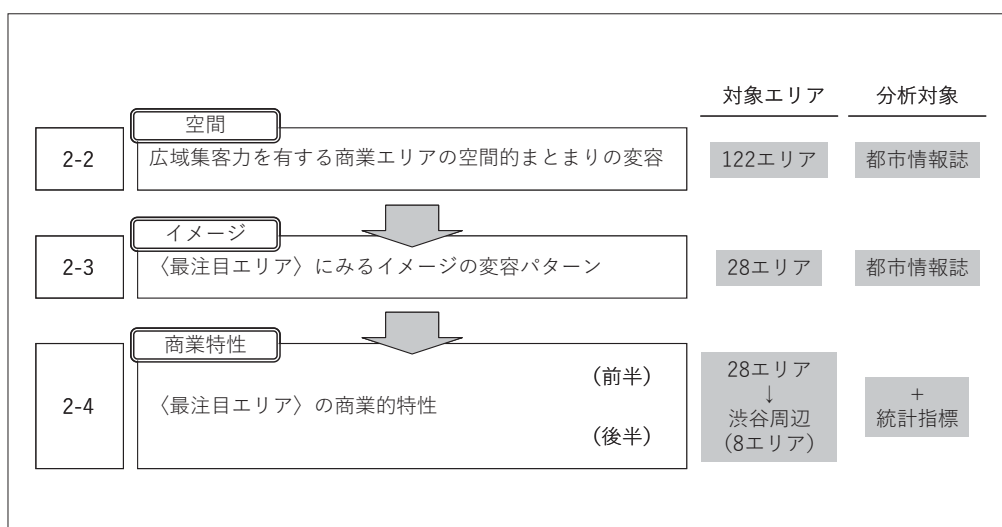 対象エリア
分析対象
空間
2-2
広域集客力を有する商業エリアの空間的まとまりの変容
122エリア
都市情報誌
イメージ
2-3
〈最注目エリア〉にみるイメージの変容パターン
28エリア
都市情報誌
商業特性
2-4
〈最注目エリア〉の商業的特性
(前半)
(後半)
28エリア
↓
渋谷周辺
(8エリア)
+
統計指標